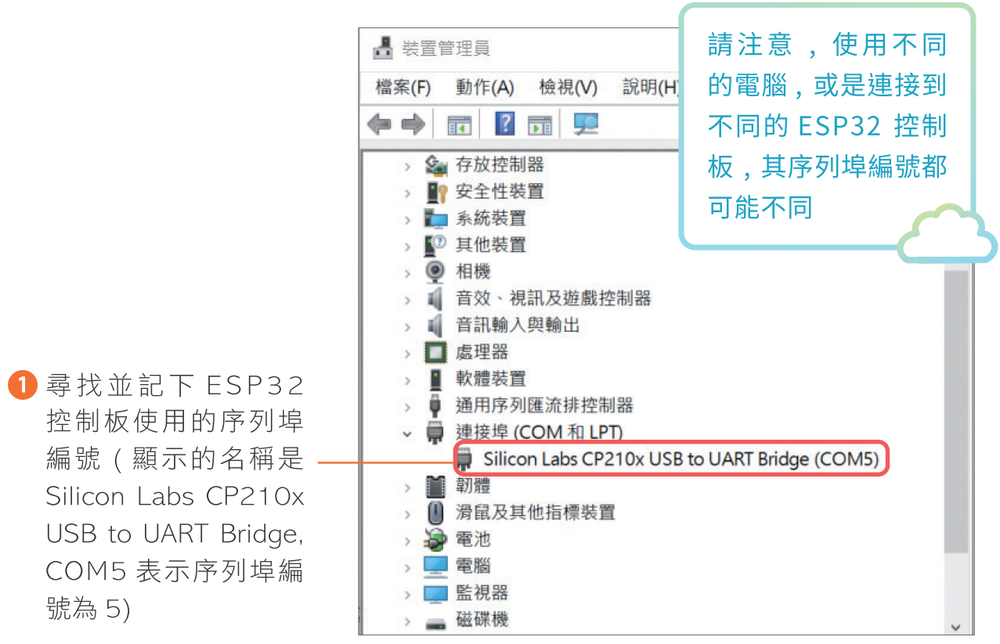 裝置管理員
檔案(F) 動作(A) 檢視(V) 說明(H)
請注意，使用不同
的電腦，或是連接到
不同的 ESP32 控制
板，其序列埠編號都
可能不同
存放控制器
安全性裝置
系統裝置
其他裝置
相機
音效、視訊及遊戲控制器
音訊輸入與輸出
處理器
軟體裝置
通用序列匯流排控制器
連接埠 (COM 和 LPT)
Silicon Labs CP210x USB to UART Bridge (COM5)
韌體
滑鼠及其他指標裝置
電池
電腦
監視器
磁碟機
1 尋找並記下 ESP32
控制板使用的序列埠
編號 ( 顯示的名稱是
Silicon Labs CP210x
USB to UART Bridge,
COM5 表示序列埠編
號為 5)